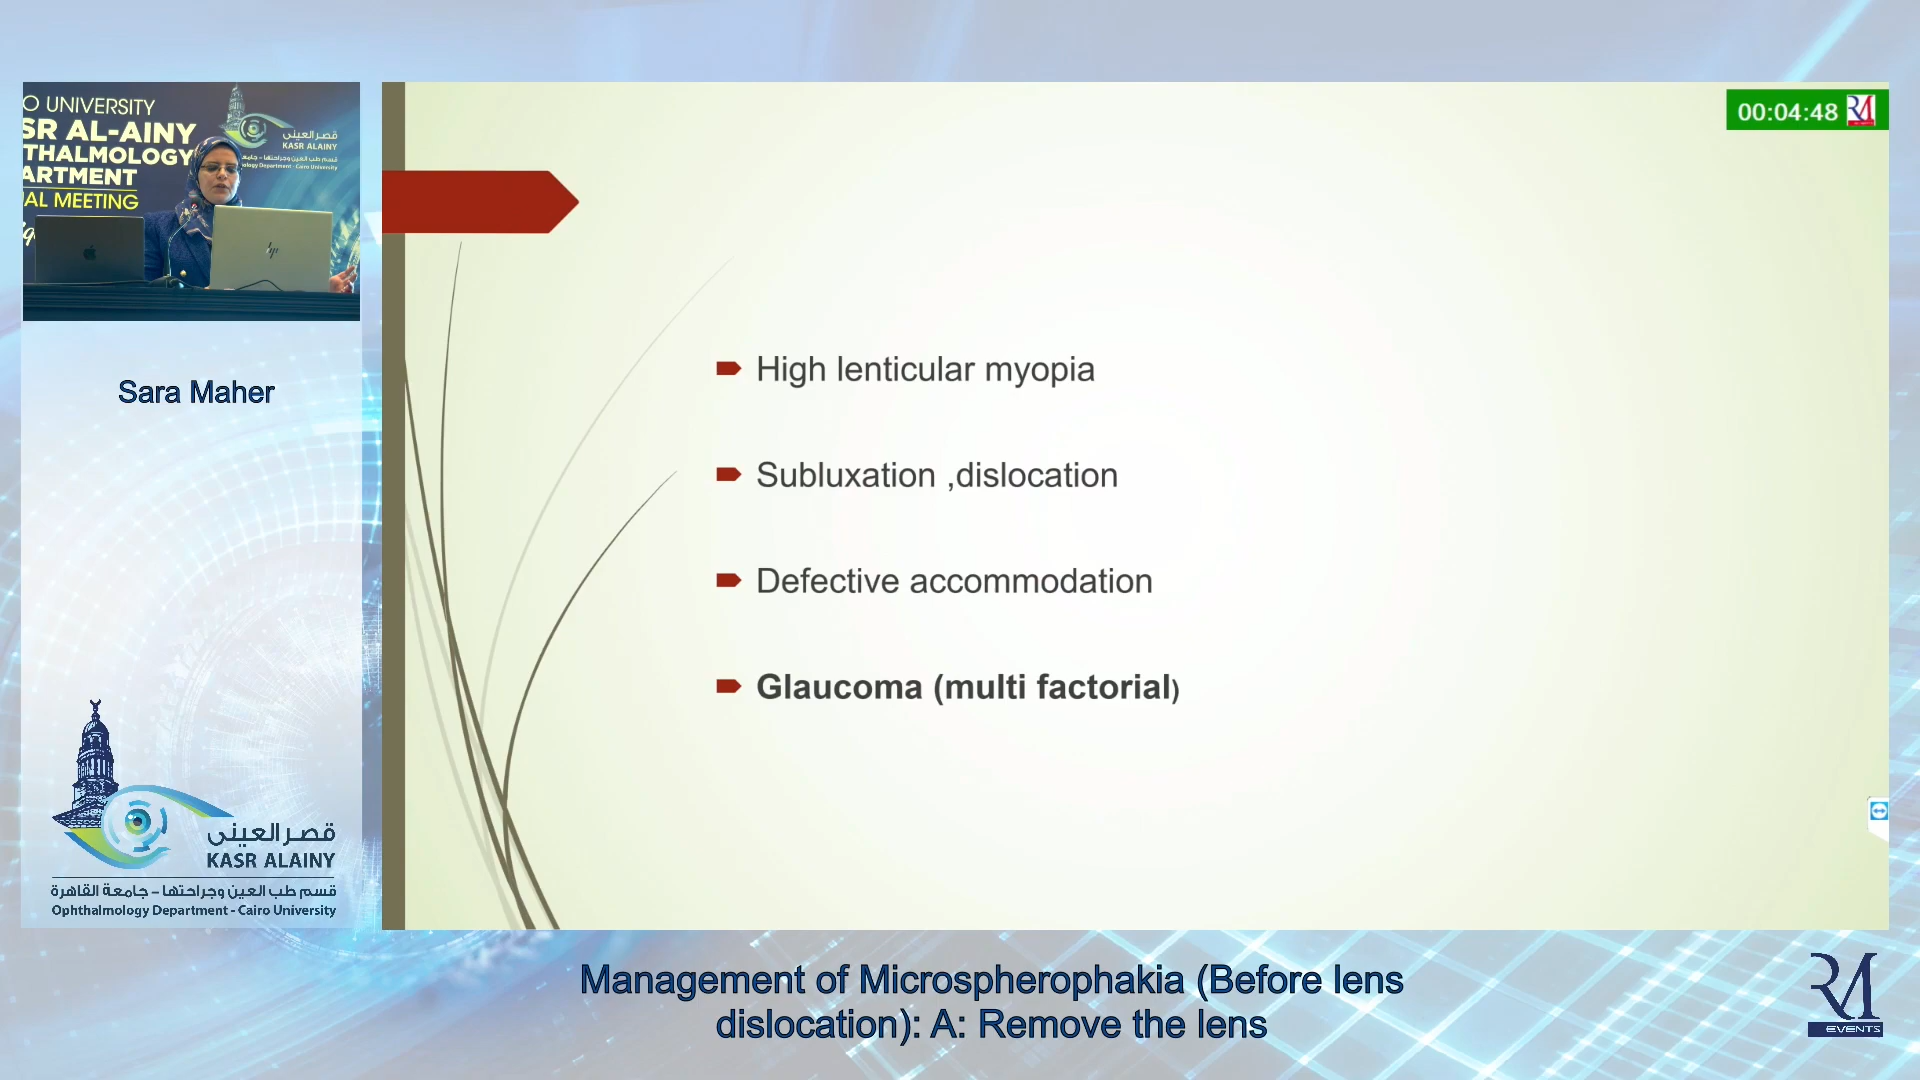 O UNIVERSITY
SR AL-AINY
THALMOLOGY
ARTMENT
AL MEETING
قصر العيني
KASR ALAINY
Sara Maher
قصر العينى
KASR ALAINY
قسم طب العين وجراحتها - جامعة القاهرة
Ophthalmology Department - Cairo University
00:04:48
High lenticular myopia
Subluxation ,dislocation
Defective accommodation
Glaucoma (multi factorial)
Management of Microspherophakia (Before lens
dislocation): A: Remove the lens
RM
EVENTS